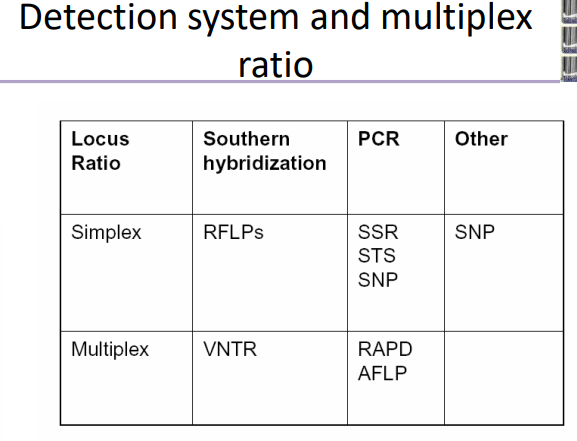 Detection system and multiplex
ratio
Locus
Ratio
Southern
hybridization
PCR
Other
Simplex
RFLPs
SSR
STS
SNP
SNP
Multiplex
VNTR
RAPD
AFLP